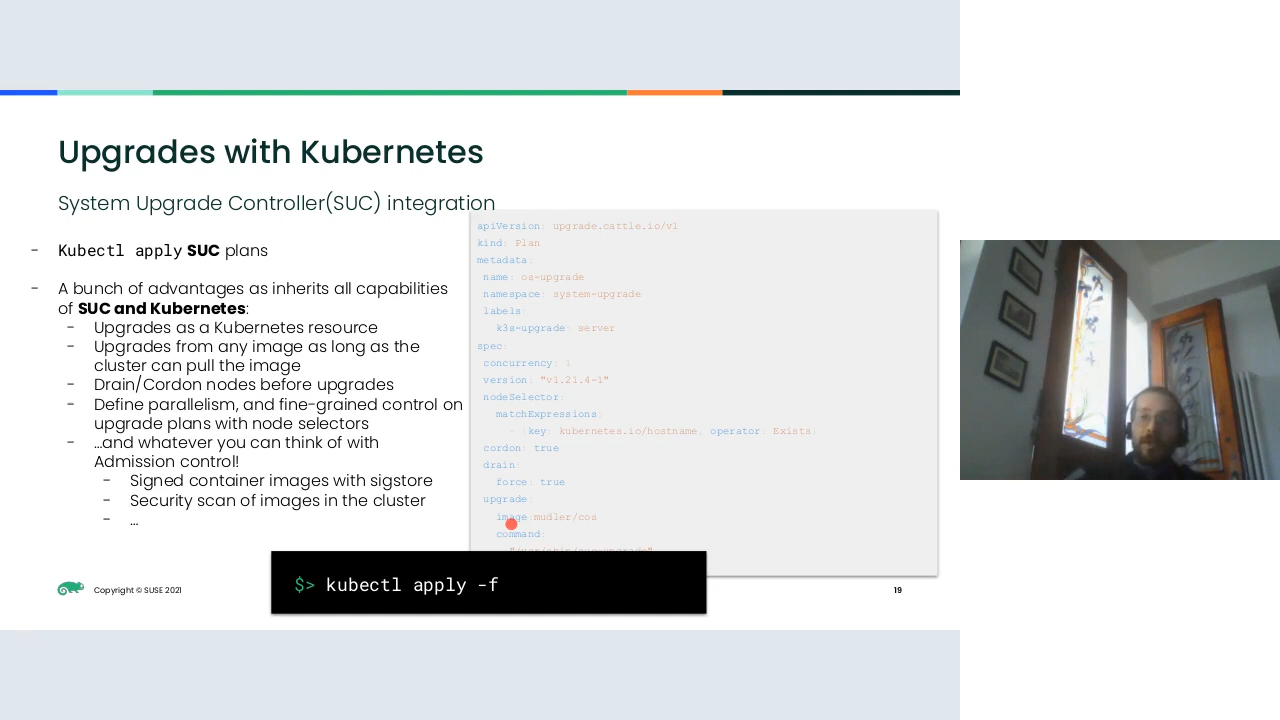 Upgrades with Kubernetes
System Upgrade Controller(SUC) integration
- Kubectl apply SUC plans
- A bunch of advantages as inherits all capabilities
of SUC and Kubernetes:
- Upgrades as a Kubernetes resource
- Upgrades from any image as long as the
cluster can pull the image
- Drain/Cordon nodes before upgrades
- Define parallelism, and fine-grained control on
upgrade plans with node selectors
- …and whatever you can think of with
Admission control!
- Signed container images with sigstore
- Security scan of images in the cluster
- …
apiVersion: upgrade.cattle.io/v1
kind: Plan
metadata:
name: os-upgrade
namespace: system-upgrade
labels:
k3s-upgrade: server
spec:
concurrency: 1
version: "v1.21.4-1"
nodeSelector:
matchExpressions:
- {key: kubernetes.io/hostname, operator: Exists}
cordon: true
drain:
force: true
upgrade:
image:mudler/cos
command:
$> kubectl apply -f
Copyright © SUSE 2021
19